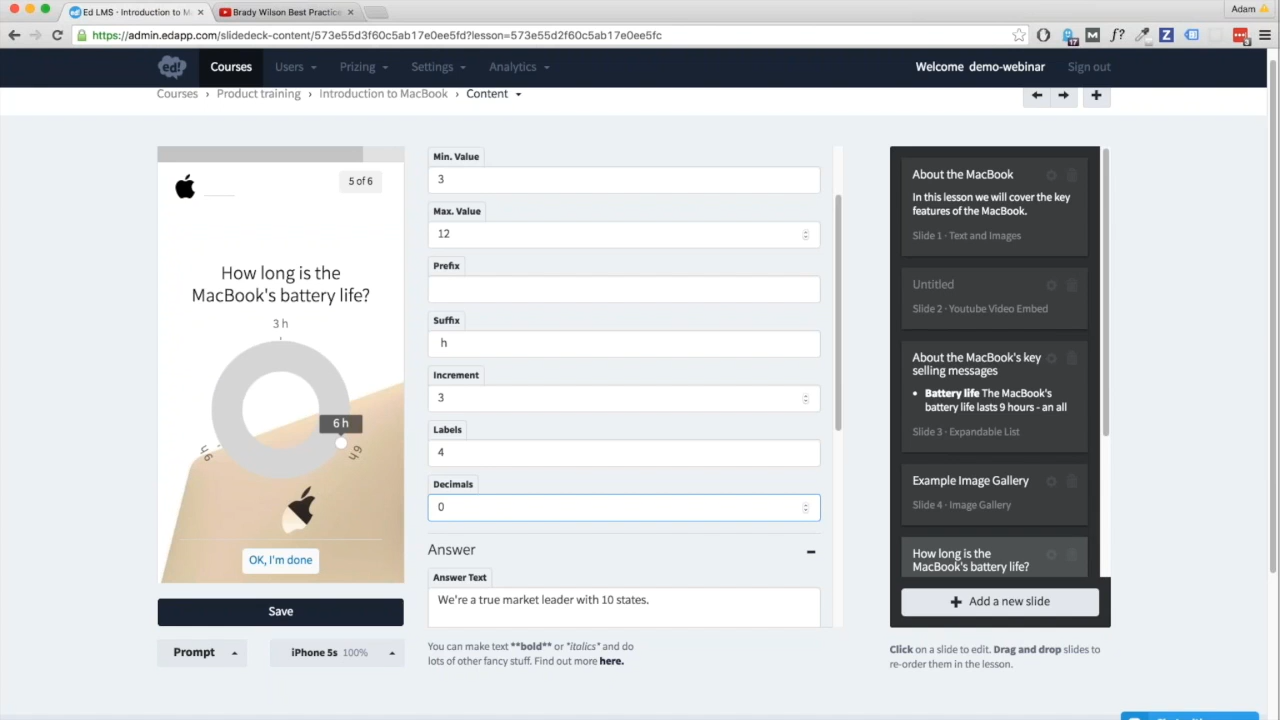 Ed LMS - Introduction to M
Brady Wilson Best Practice
Adam
https://admin.edapp.com/slidedeck-content/573e55d3f60c5ab17e0ee5fd?lesson=573e55d2f60c5ab17e0ee5fc
17
M
f?
Z
3
ed!
Courses
Users
Prizing
Settings
Analytics
Welcome demo-webinar
Sign out
Courses › Product training › Introduction to MacBook › Content
5 of 6
How long is the
MacBook's battery life?
3 h
6 h
6 h
9 h
OK, I'm done
Save
Prompt
iPhone 5s 100%
Min. Value
3
Max. Value
12
Prefix
Suffix
h
Increment
3
Labels
4
Decimals
0
Answer
Answer Text
We're a true market leader with 10 states.
You can make text **bold** or *italics* and do
lots of other fancy stuff. Find out more here.
About the MacBook
In this lesson we will cover the key
features of the MacBook.
Slide 1 · Text and Images
Untitled
Slide 2 · Youtube Video Embed
About the MacBook's key
selling messages
• Battery life The MacBook's
battery life lasts 9 hours - an all
Slide 3 · Expandable List
Example Image Gallery
Slide 4 · Image Gallery
How long is the
MacBook's battery life?
Add a new slide
Click on a slide to edit. Drag and drop slides to
re-order them in the lesson.